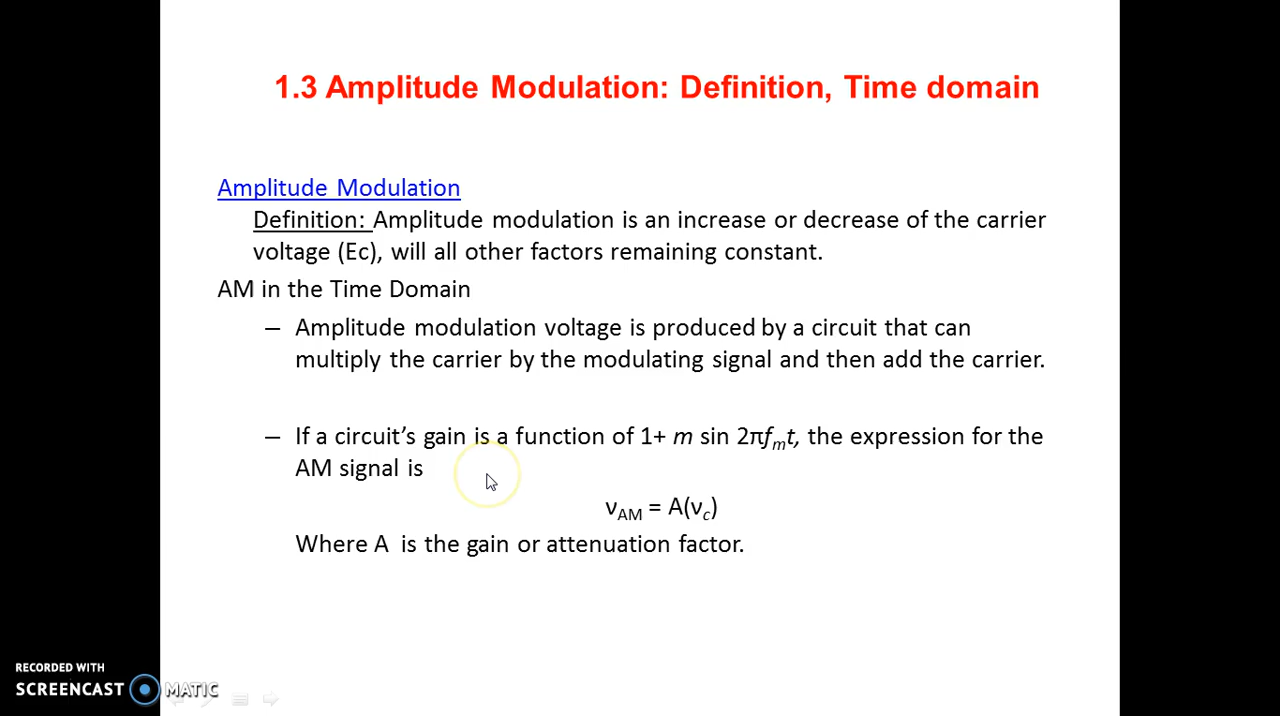 1.3 Amplitude Modulation: Definition, Time domain
Amplitude Modulation
Definition: Amplitude modulation is an increase or decrease of the carrier
voltage (Ec), will all other factors remaining constant.
AM in the Time Domain
– Amplitude modulation voltage is produced by a circuit that can
multiply the carrier by the modulating signal and then add the carrier.
– If a circuit’s gain is a function of 1+ m sin 2πfmt, the expression for the
AM signal is
νAM = A(νc)
Where A is the gain or attenuation factor.
RECORDED WITH
SCREENCAST MATIC